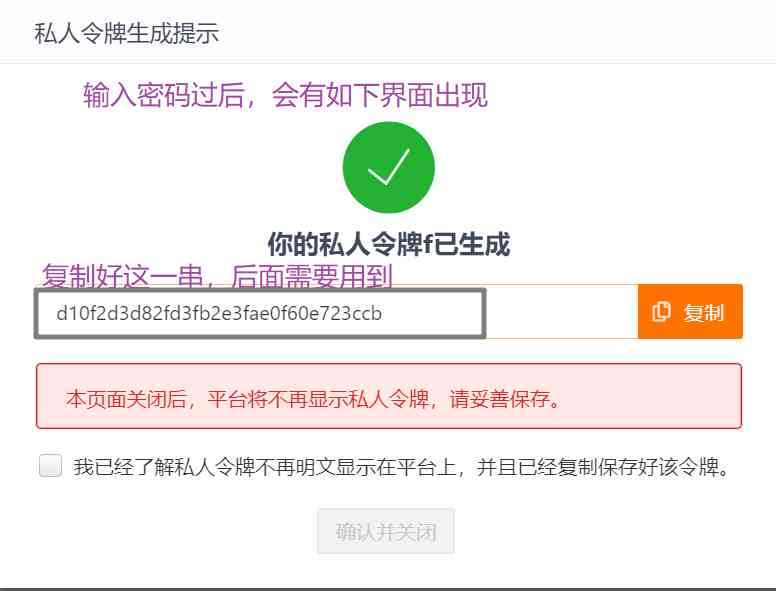 私人令牌生成提示
输入密码过后，会有如下界面出现
你的私人令牌f已生成
复制好这一串，后面需要用到
d10f2d3d82fd3fb2e3fae0f60e723ccb
复制
本页面关闭后，平台将不再显示私人令牌，请妥善保存。
我已经了解私人令牌不再明文显示在平台上，并且已经复制保存好该令牌。
确认并关闭